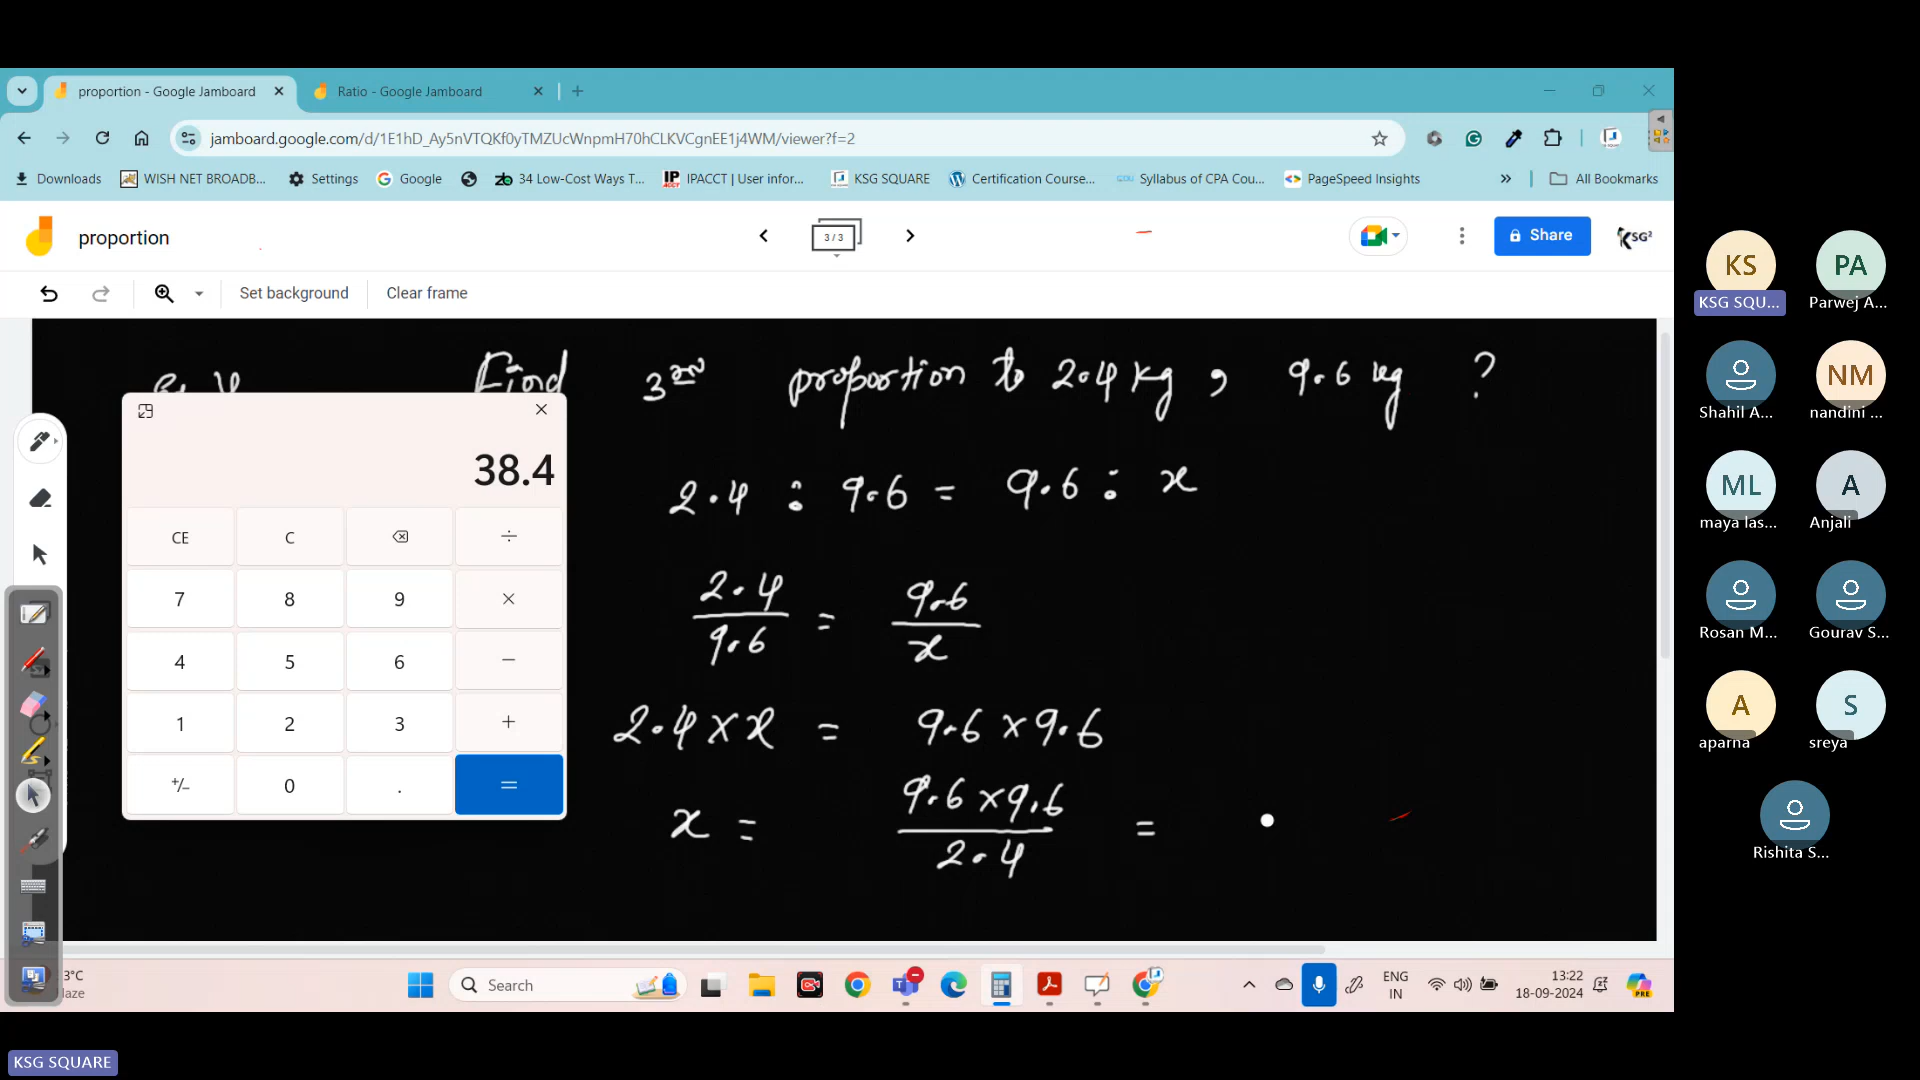 proportion - Google Jamboard
Ratio - Google Jamboard
jamboard.google.com/d/1E1hD_Ay5nVTQKf0yTMZUcWnpmH70hCLKVCgnEE1j4WM/viewer?f=2
Downloads WISH NET BROADB... Settings Google 34 Low-Cost Ways T... IPACCT | User infor... KSG SQUARE Certification Course... Syllabus of CPA Cou... PageSpeed Insights » All Bookmarks
proportion
3 / 3
Share
KSG²
Set background Clear frame
Find 3rd proportion to 2.4 kg , 9.6 kg ?
2.4 : 9.6 = 9.6 : x
2.4/9.6 = 9.6/x
2.4 × x = 9.6 × 9.6
x = 9.6 × 9.6 / 2.4 =
38.4
CE C ÷
7 8 9 ×
4 5 6 −
1 2 3 +
+/− 0 . =
KS
KSG SQU...
PA
Parwej A...
Shahil A...
NM
nandini ...
ML
maya las...
A
Anjali
Rosan M...
Gourav S...
A
aparna
S
sreya
Rishita S...
3°C
Search
ENG
IN
13:22
18-09-2024
PRE
KSG SQUARE